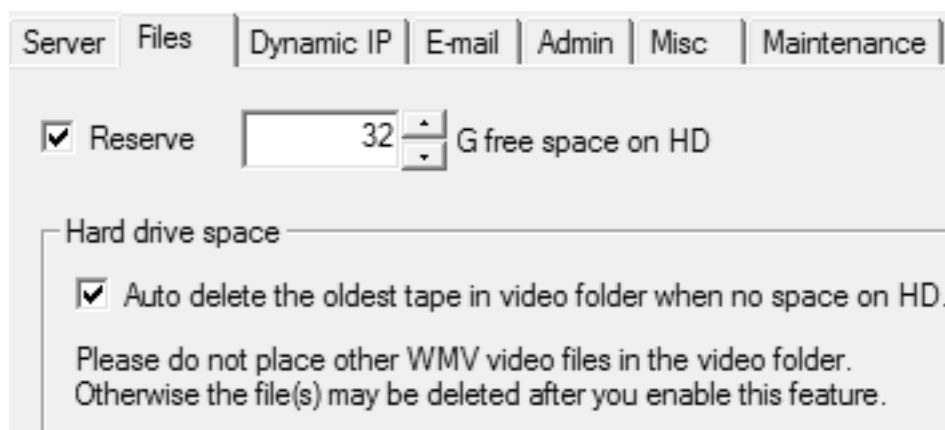 Server Files Dynamic IP E-mail Admin Misc Maintenance
Reserve 32 G free space on HD
Hard drive space
Auto delete the oldest tape in video folder when no space on HD.
Please do not place other WMV video files in the video folder.
Otherwise the file(s) may be deleted after you enable this feature.